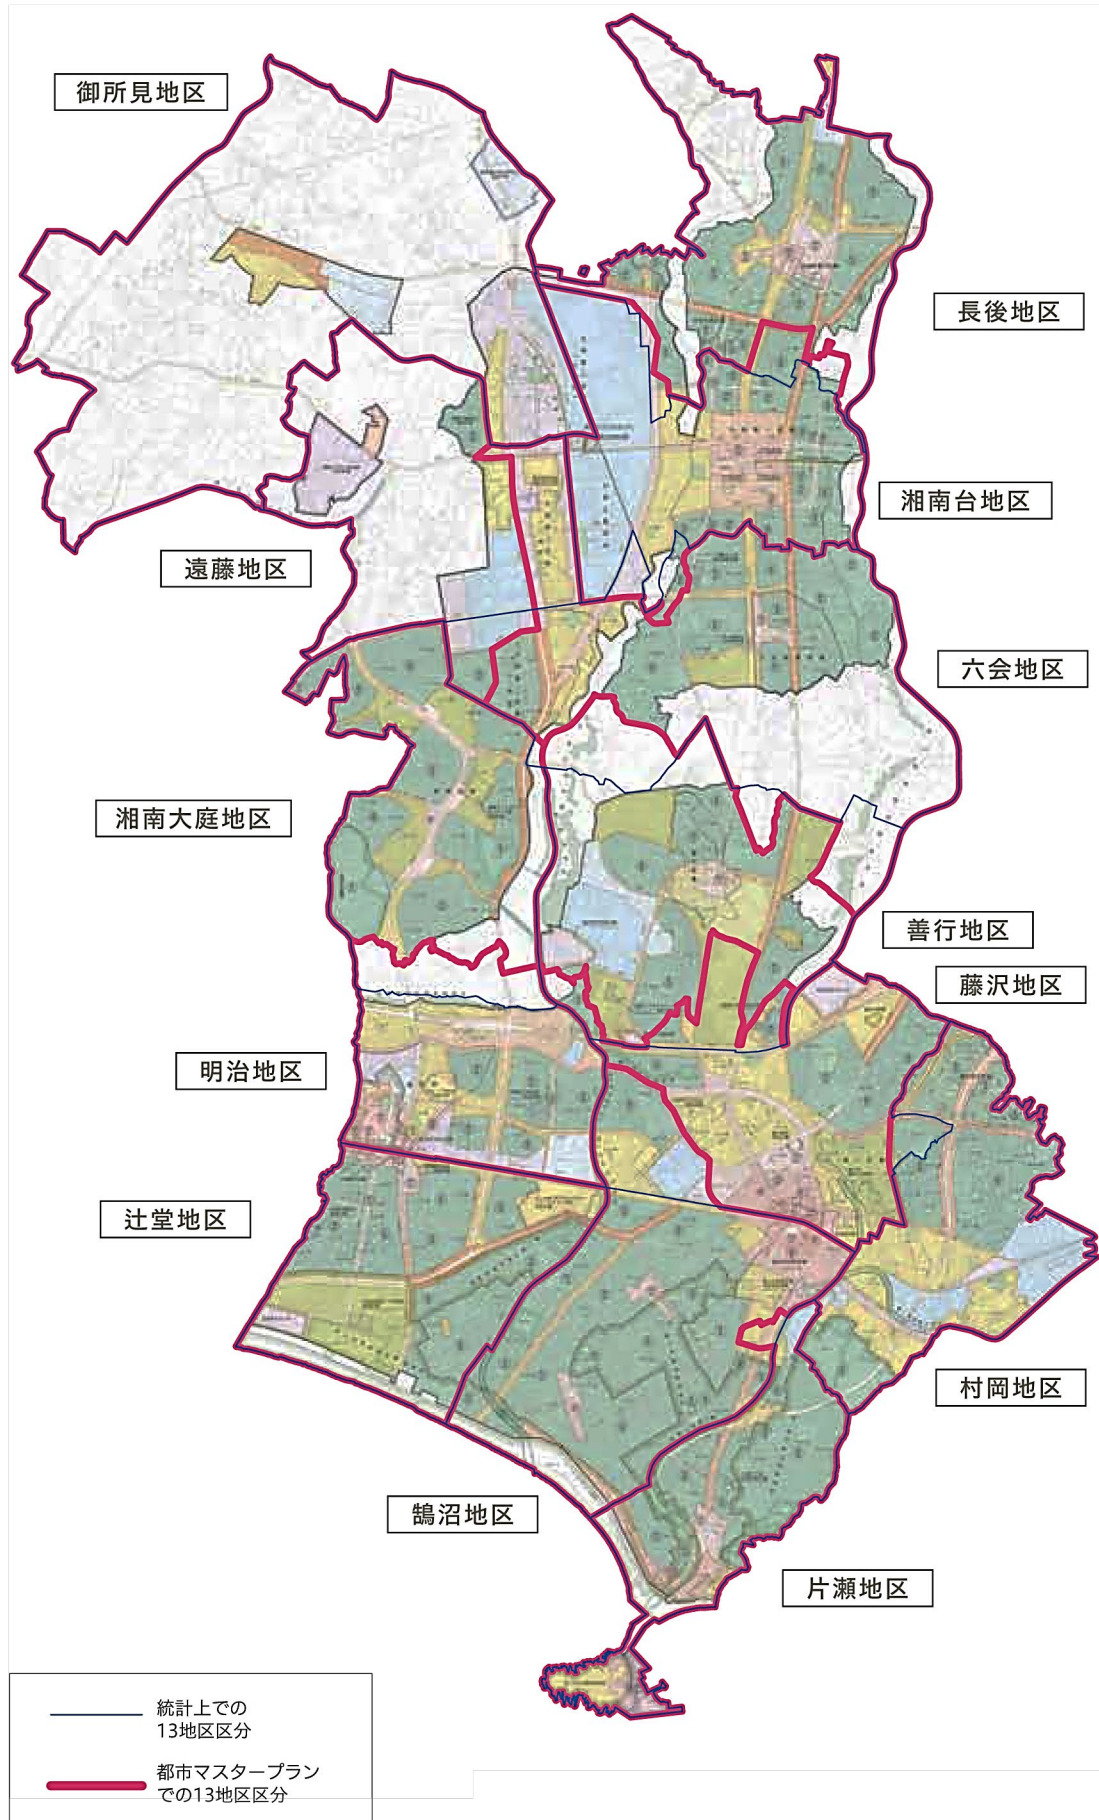 御所見地区
長後地区
湘南台地区
遠藤地区
六会地区
湘南大庭地区
善行地区
藤沢地区
明治地区
辻堂地区
村岡地区
鵠沼地区
片瀬地区
統計上での
13地区区分
都市マスタープラン
での13地区区分